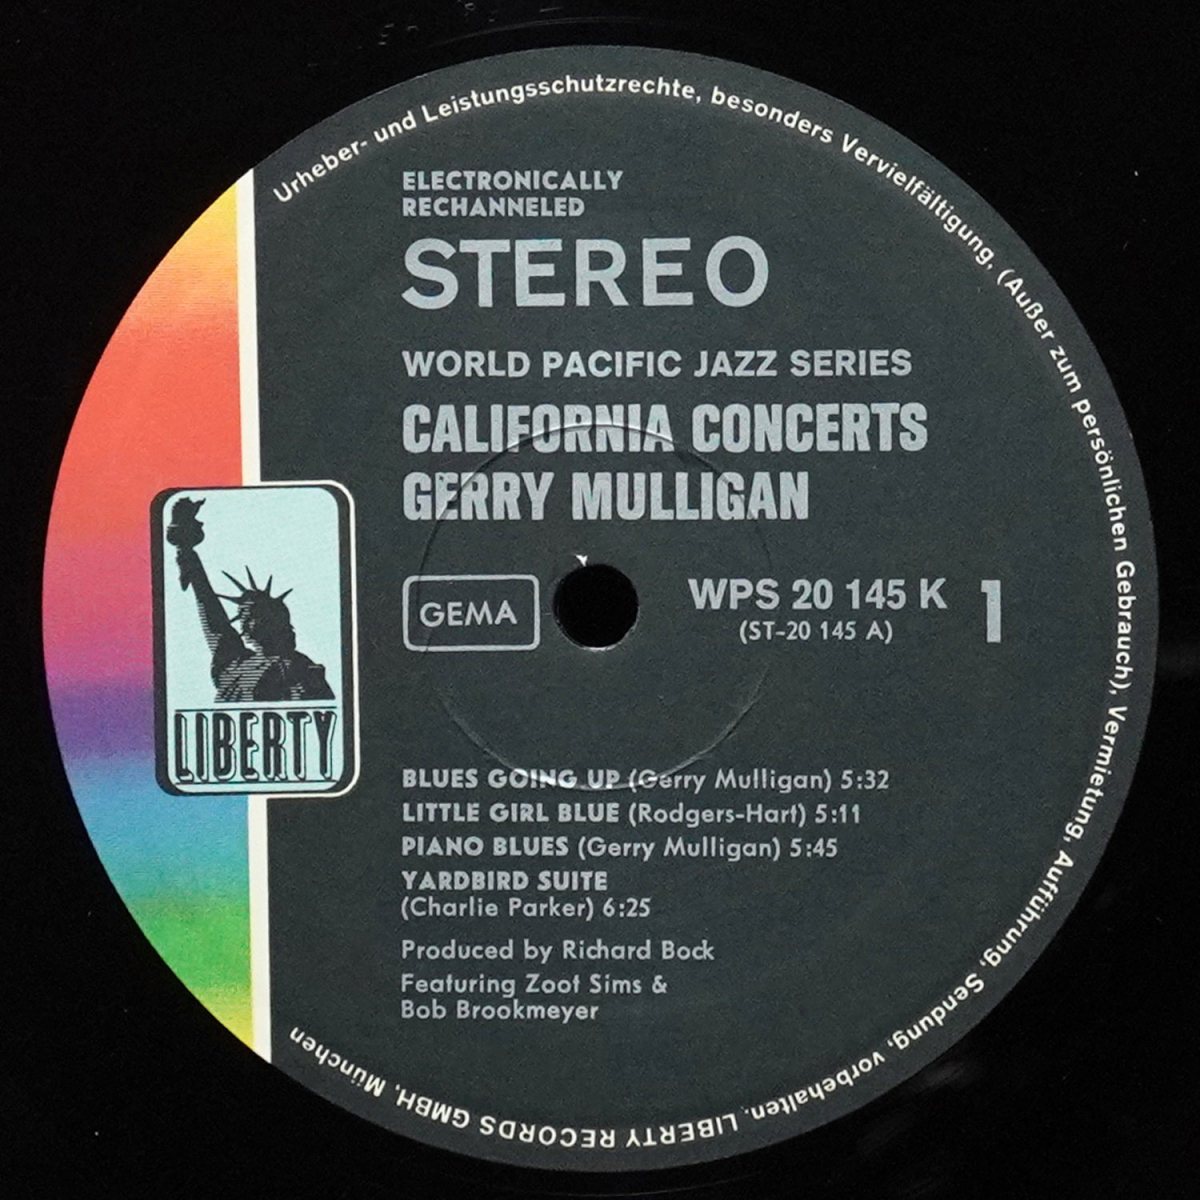 Urheber- und Leistungsschutzrechte, besonders Vervielfältigung, (Außer zum persönlichen Gebrauch), Vermietung, Aufführung, Sendung, vorbehalten. LIBERTY RECORDS GMBH, München
ELECTRONICALLY
RECHANNELED
STEREO
WORLD PACIFIC JAZZ SERIES
CALIFORNIA CONCERTS
GERRY MULLIGAN
GEMA
WPS 20 145 K 1
(ST-20 145 A)
LIBERTY
BLUES GOING UP (Gerry Mulligan) 5:32
LITTLE GIRL BLUE (Rodgers-Hart) 5:11
PIANO BLUES (Gerry Mulligan) 5:45
YARDBIRD SUITE
(Charlie Parker) 6:25
Produced by Richard Bock
Featuring Zoot Sims &
Bob Brookmeyer